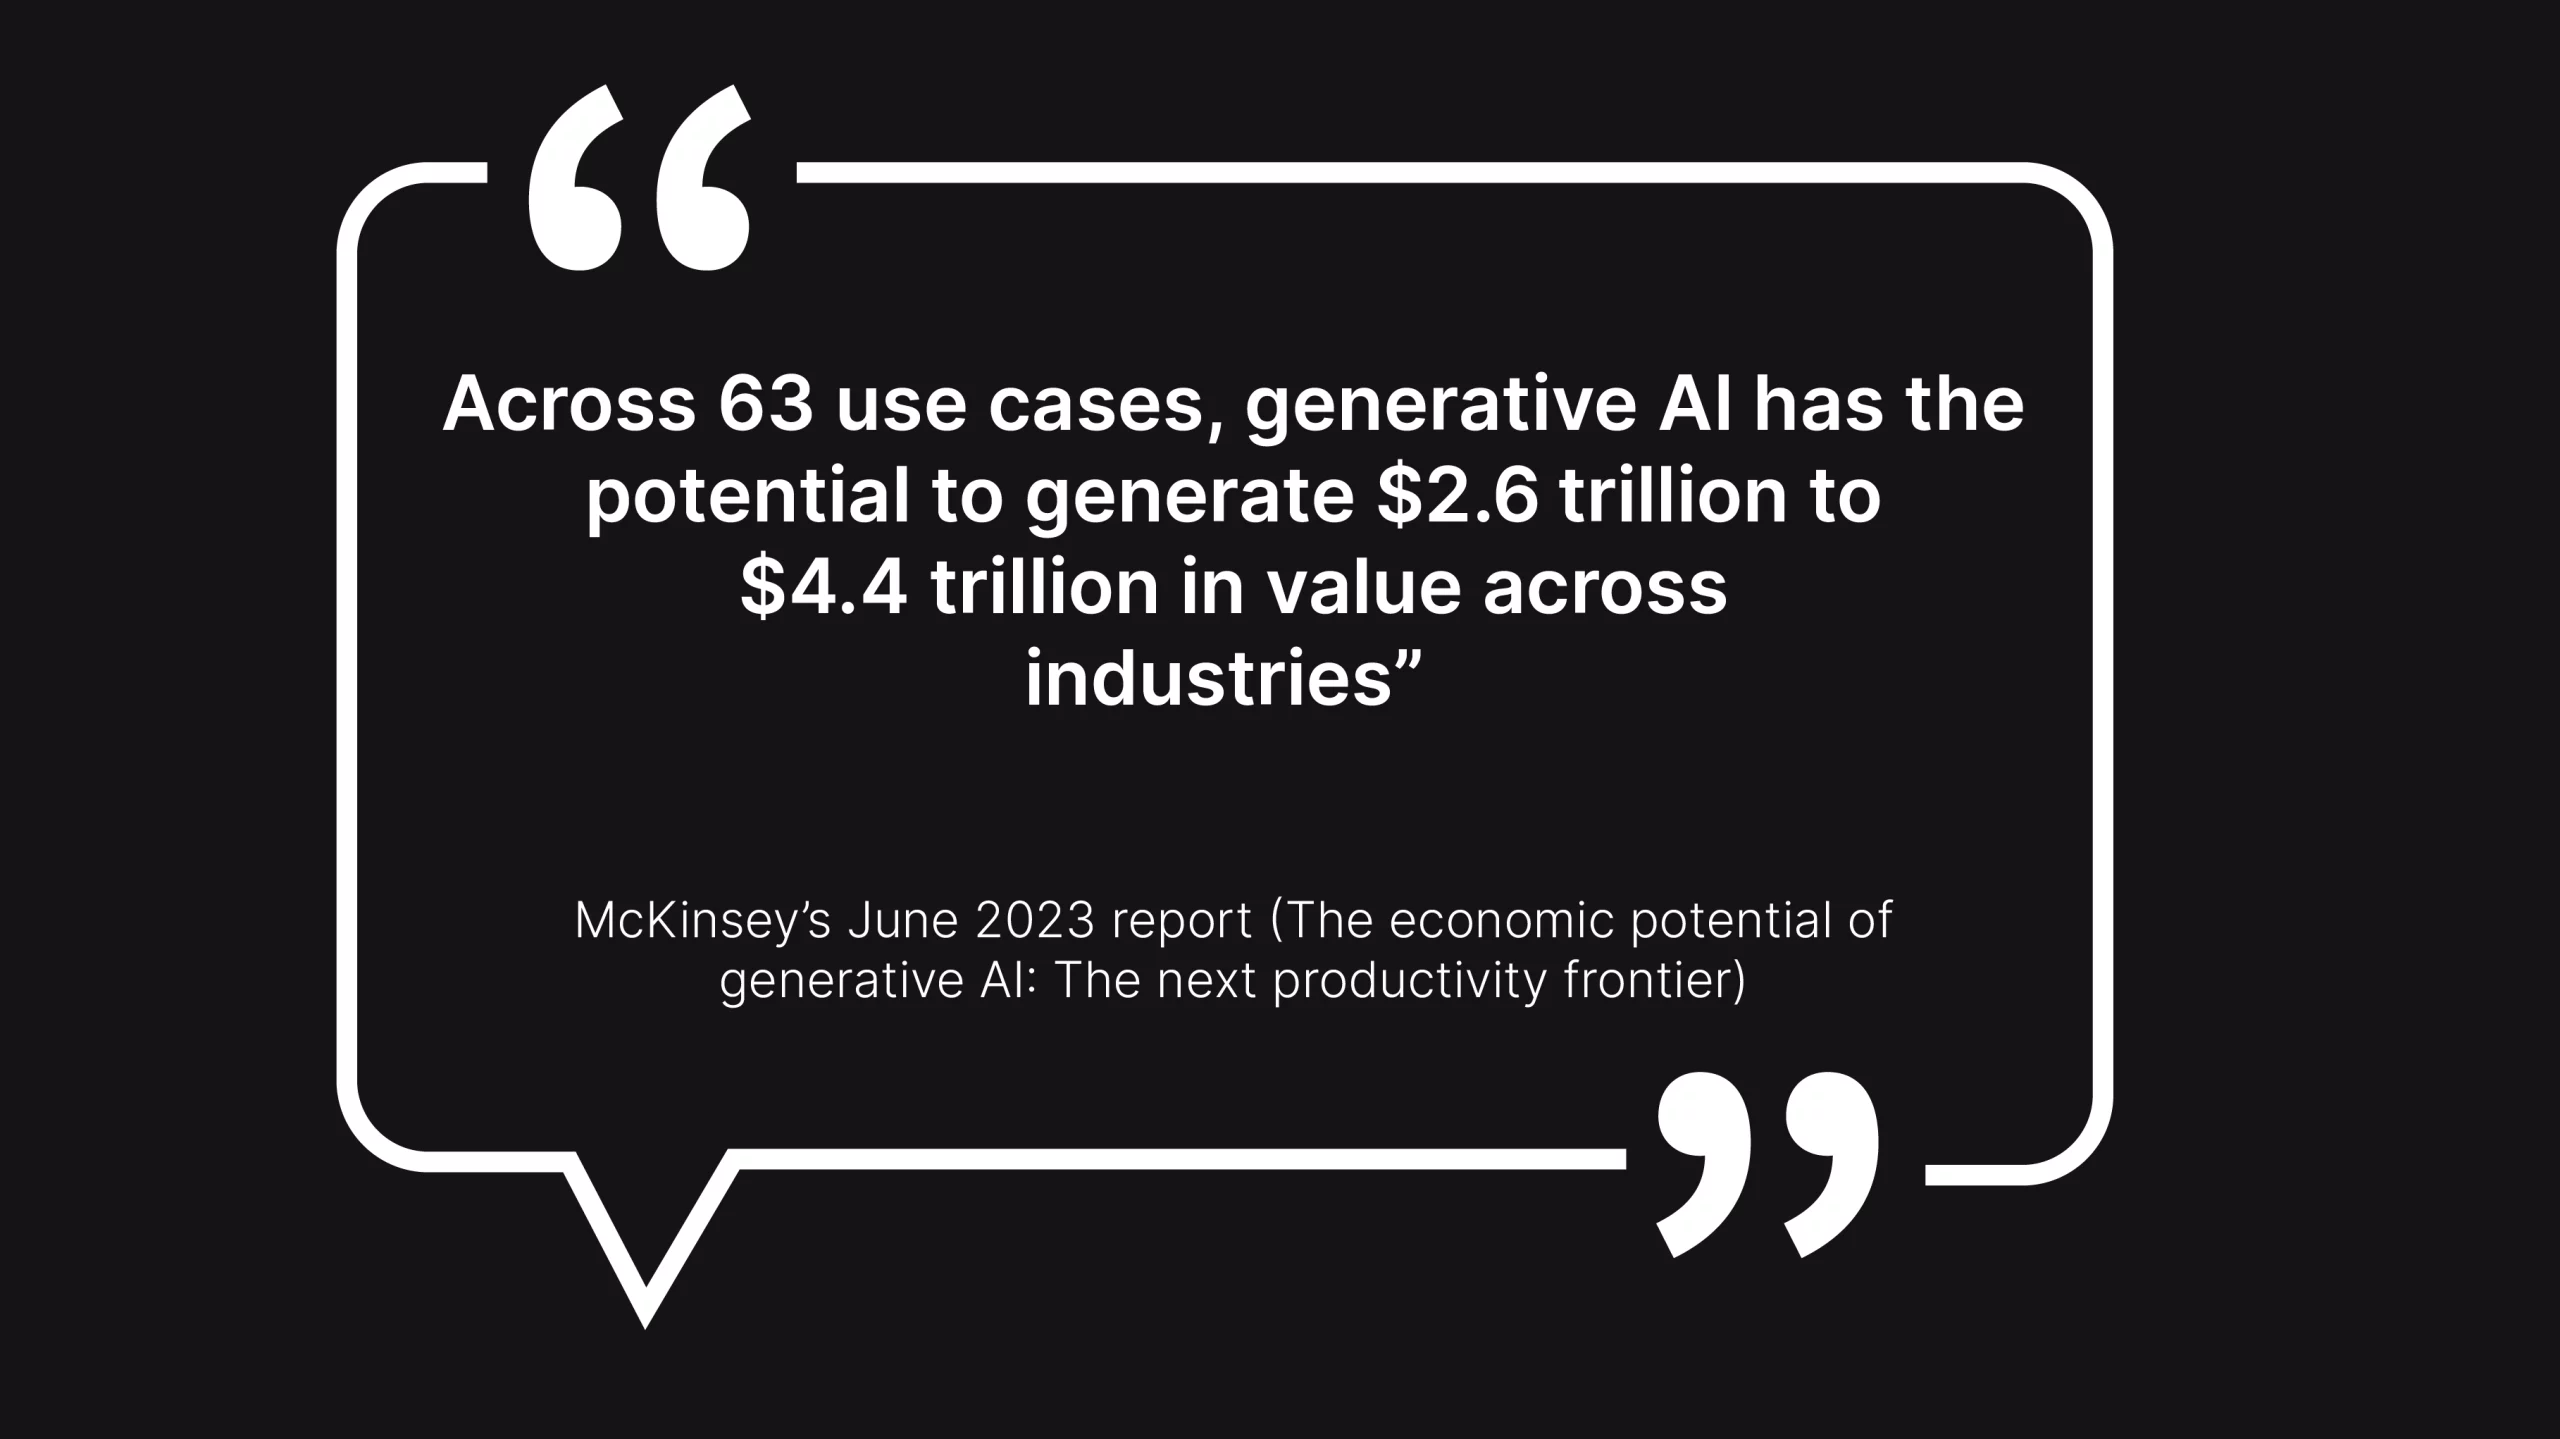 Across 63 use cases, generative AI has the
potential to generate $2.6 trillion to
$4.4 trillion in value across
industries”
McKinsey’s June 2023 report (The economic potential of
generative AI: The next productivity frontier)